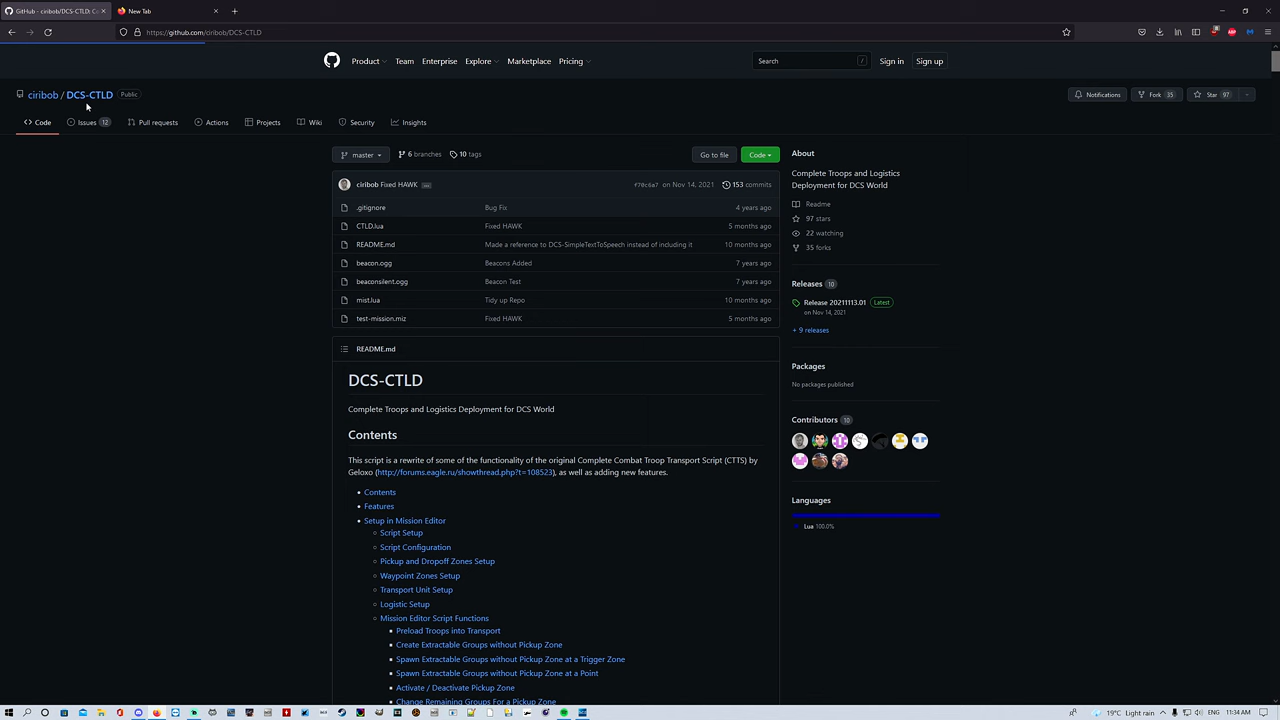 GitHub - ciribob/DCS-CTLD: Co
New Tab
https://github.com/ciribob/DCS-CTLD
Product
Team
Enterprise
Explore
Marketplace
Pricing
Search
/
Sign in
Sign up
ciribob / DCS-CTLD
Public
Notifications
Fork 35
Star 97
Code
Issues 12
Pull requests
Actions
Projects
Wiki
Security
Insights
master
6 branches
10 tags
Go to file
Code
ciribob Fixed HAWK ...
f70c6a7 on Nov 14, 2021
153 commits
.gitignore Bug Fix 4 years ago
CTLD.lua Fixed HAWK 5 months ago
README.md Made a reference to DCS-SimpleTextToSpeech instead of including it 10 months ago
beacon.ogg Beacons Added 7 years ago
beaconsilent.ogg Beacon Test 7 years ago
mist.lua Tidy up Repo 10 months ago
test-mission.miz Fixed HAWK 5 months ago
README.md
DCS-CTLD
Complete Troops and Logistics Deployment for DCS World
Contents
This script is a rewrite of some of the functionality of the original Complete Combat Troop Transport Script (CTTS) by
Geloxo (http://forums.eagle.ru/showthread.php?t=108523), as well as adding new features.
Contents
Features
Setup in Mission Editor
Script Setup
Script Configuration
Pickup and Dropoff Zones Setup
Waypoint Zones Setup
Transport Unit Setup
Logistic Setup
Mission Editor Script Functions
Preload Troops into Transport
Create Extractable Groups without Pickup Zone
Spawn Extractable Groups without Pickup Zone at a Trigger Zone
Spawn Extractable Groups without Pickup Zone at a Point
Activate / Deactivate Pickup Zone
Change Remaining Groups For a Pickup Zone
About
Complete Troops and Logistics
Deployment for DCS World
Readme
97 stars
22 watching
35 forks
Releases 10
Release 20211113.01 Latest
on Nov 14, 2021
+ 9 releases
Packages
No packages published
Contributors 10
Languages
Lua 100.0%
19°C Light rain
ENG
11:34 AM